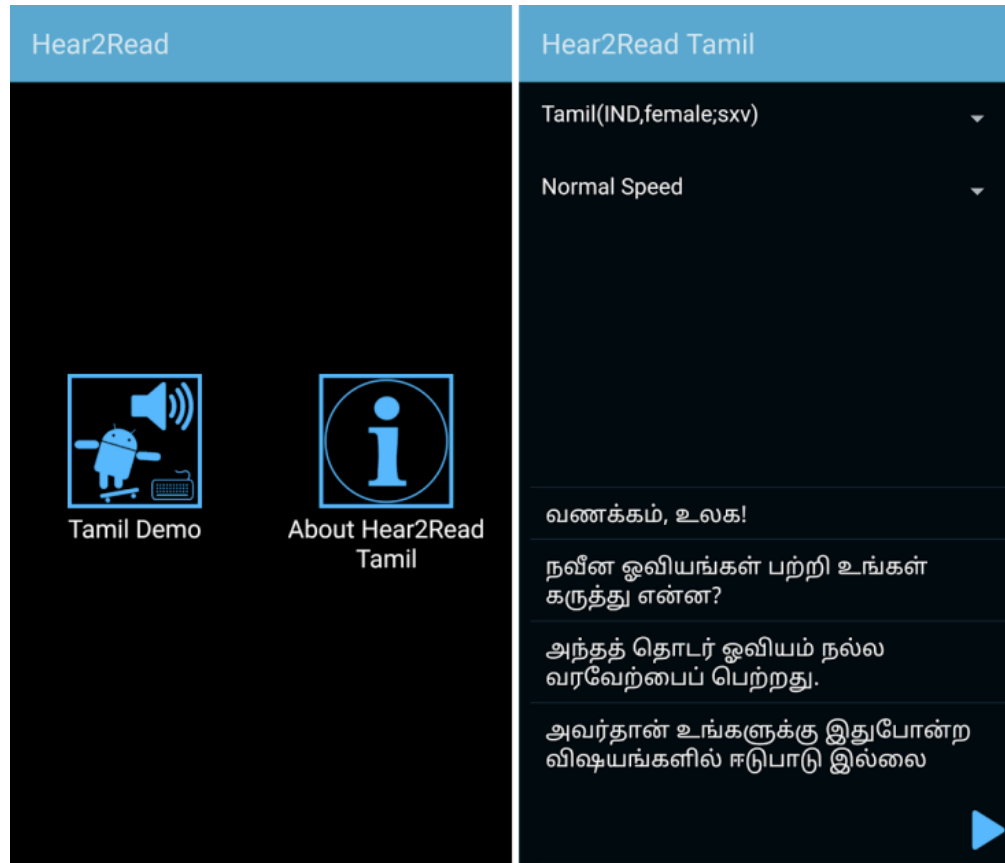 Hear2Read
Tamil Demo
About Hear2Read
Tamil
Hear2Read Tamil
Tamil(IND,female;sxv)
Normal Speed
வணக்கம், உலக!
நவீன ஓவியங்கள் பற்றி உங்கள்
கருத்து என்ன?
அந்தத் தொடர் ஓவியம் நல்ல
வரவேற்பைப் பெற்றது.
அவர்தான் உங்களுக்கு இதுபோன்ற
விஷயங்களில் ஈடுபாடு இல்லை